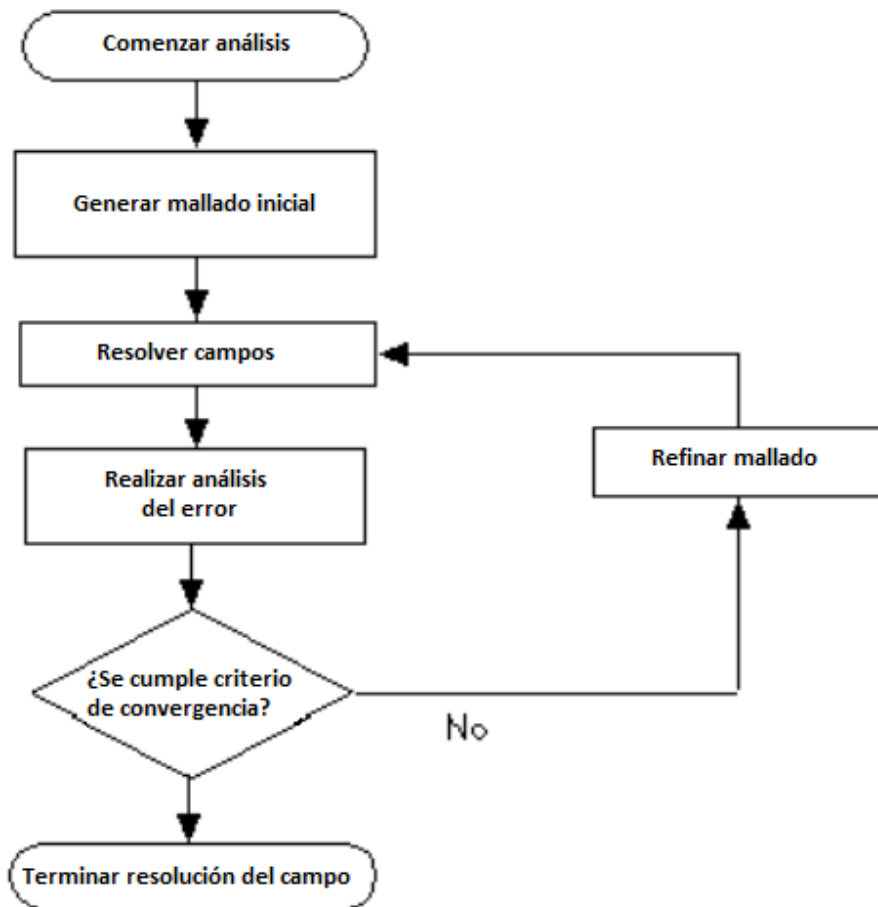 Comenzar análisis
Generar mallado inicial
Resolver campos
Refinar mallado
Realizar análisis
del error
¿Se cumple criterio
de convergencia?
No
Terminar resolución del campo